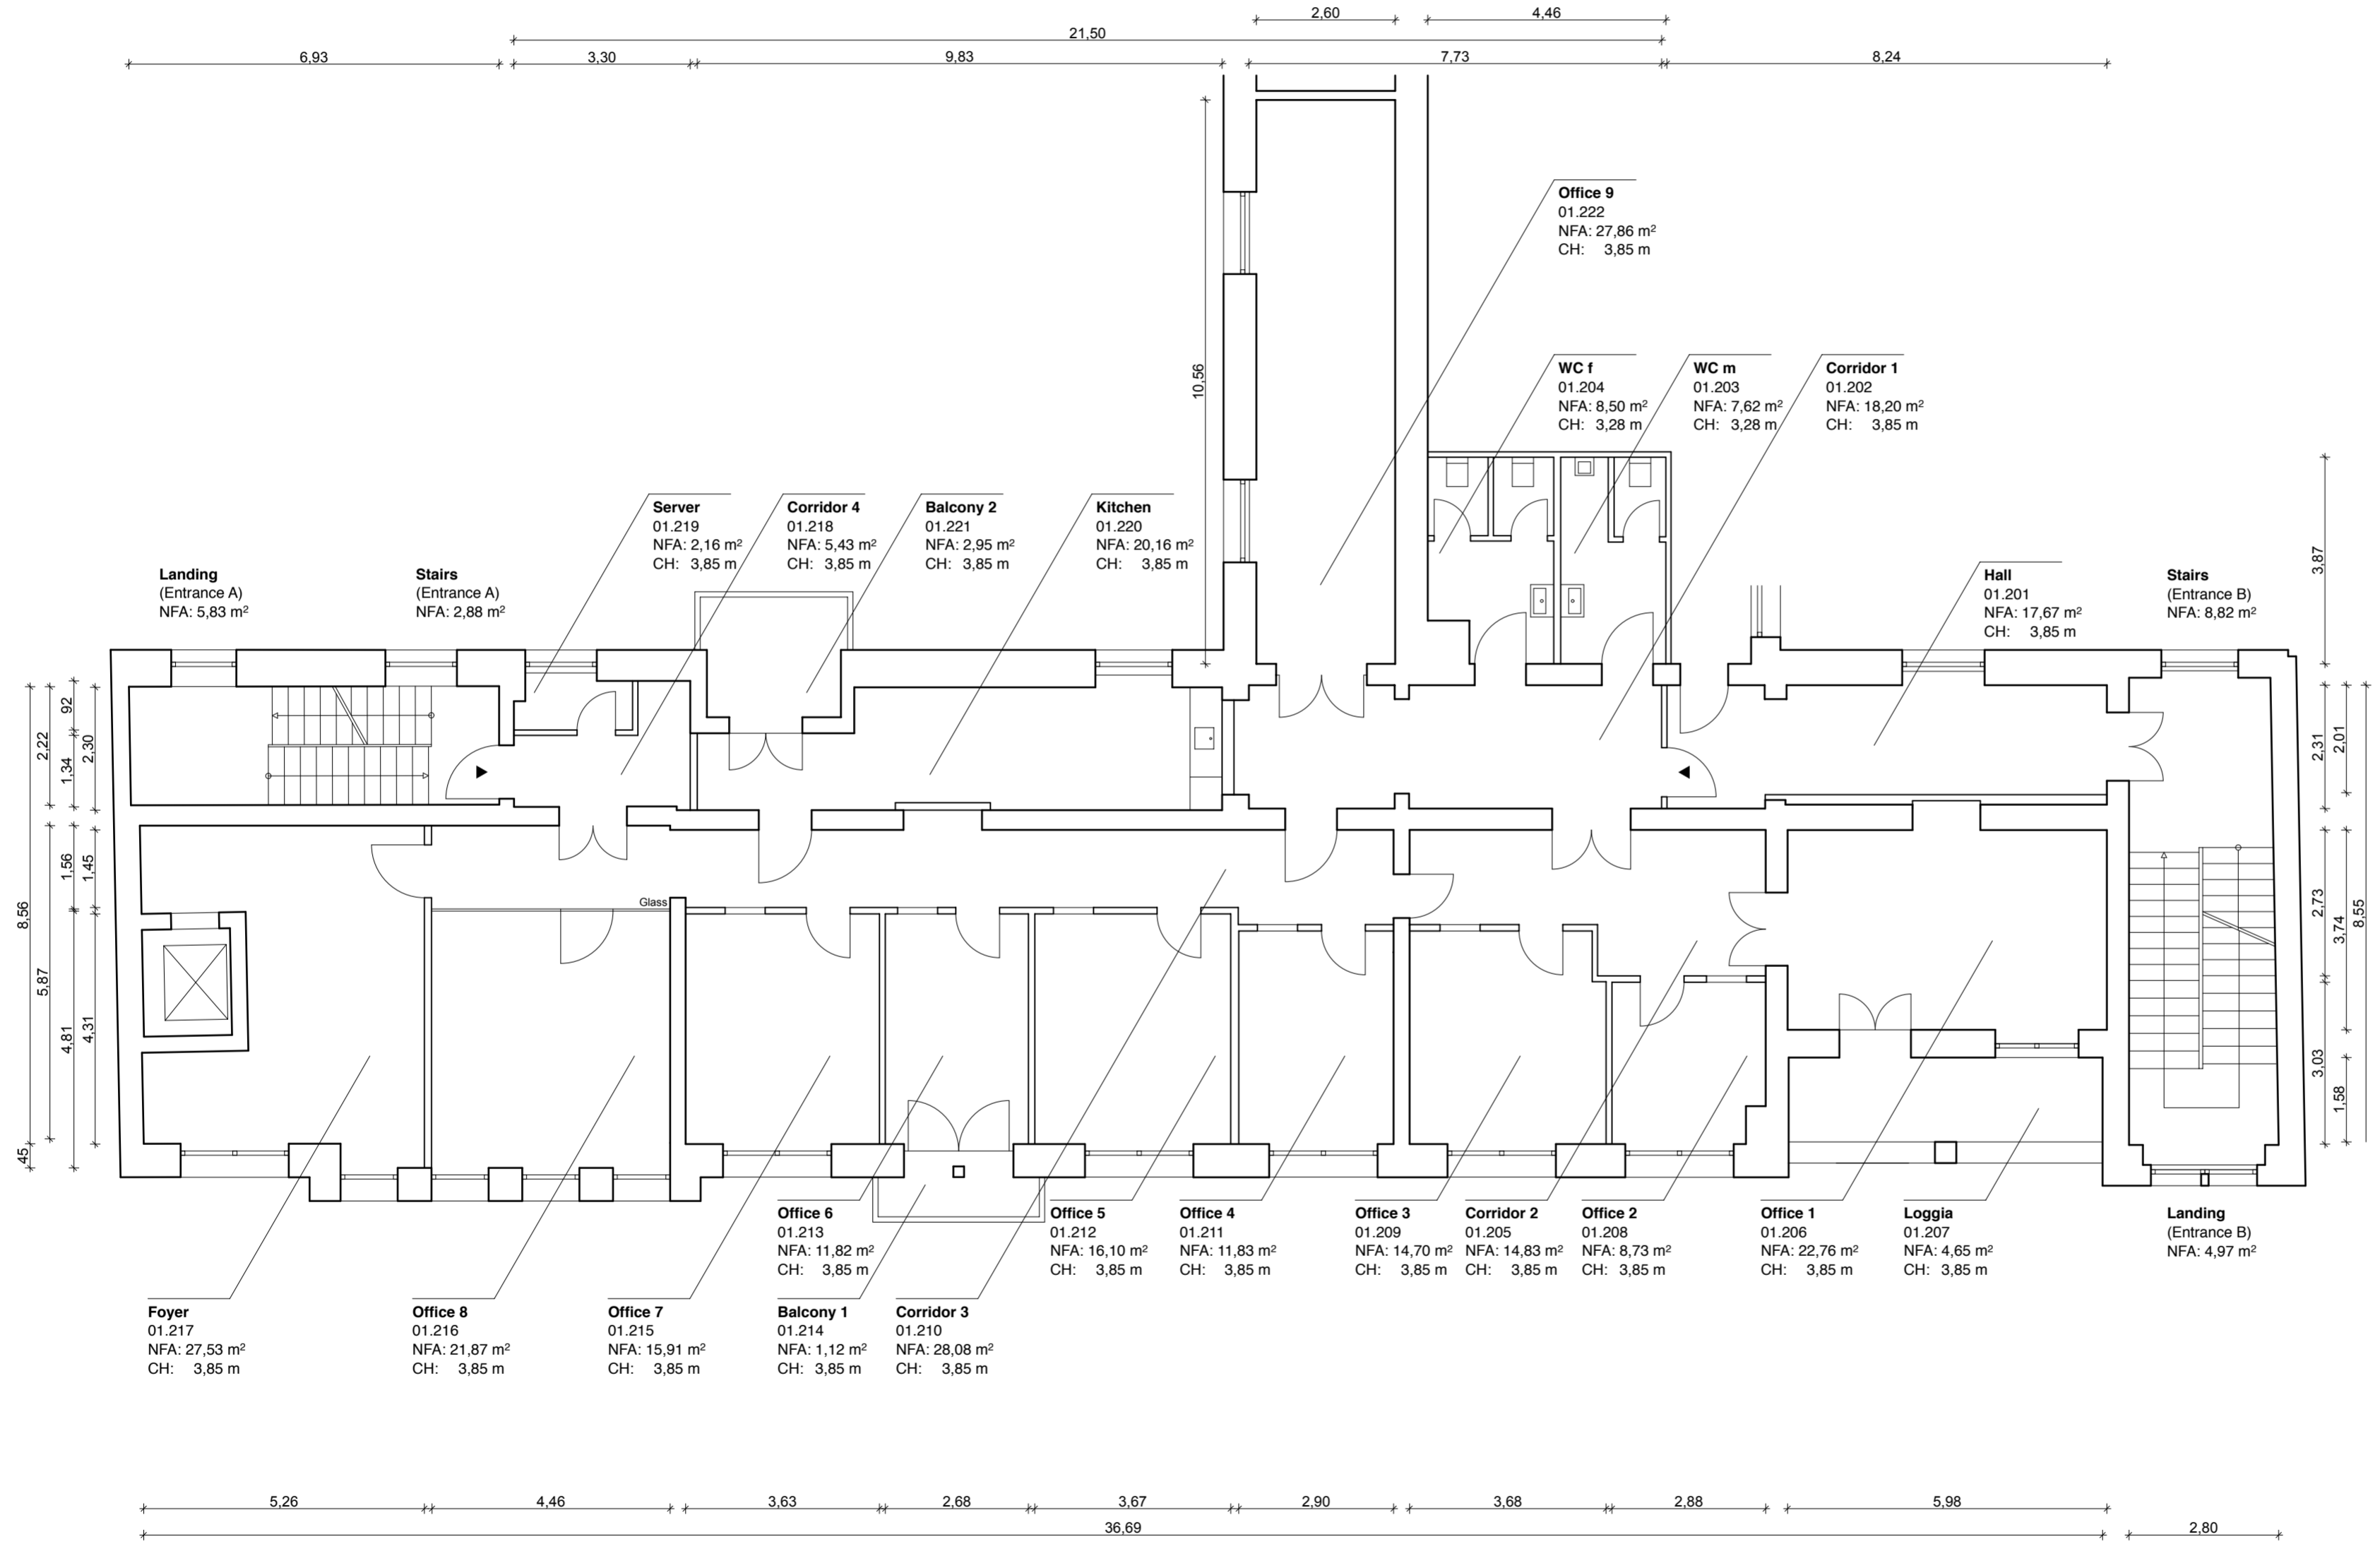 2,60
4,46
21,50
6,93
3,30
9,83
7,73
8,24
Office 9
01.222
NFA: 27,86 m²
CH: 3,85 m
10,56
WC f
01.204
NFA: 8,50 m²
CH: 3,28 m
WC m
01.203
NFA: 7,62 m²
CH: 3,28 m
Corridor 1
01.202
NFA: 18,20 m²
CH: 3,85 m
Server
01.219
NFA: 2,16 m²
CH: 3,85 m
Corridor 4
01.218
NFA: 5,43 m²
CH: 3,85 m
Balcony 2
01.221
NFA: 2,95 m²
CH: 3,85 m
Kitchen
01.220
NFA: 20,16 m²
CH: 3,85 m
Landing
(Entrance A)
NFA: 5,83 m²
Stairs
(Entrance A)
NFA: 2,88 m²
Hall
01.201
NFA: 17,67 m²
CH: 3,85 m
Stairs
(Entrance B)
NFA: 8,82 m²
3,87
92
2,22
1,34
2,30
2,31
2,01
8,56
1,56
1,45
5,87
4,81
4,31
45
2,73
3,74
8,55
3,03
1,58
Glass
Office 6
01.213
NFA: 11,82 m²
CH: 3,85 m
Office 5
01.212
NFA: 16,10 m²
CH: 3,85 m
Office 4
01.211
NFA: 11,83 m²
CH: 3,85 m
Office 3
01.209
NFA: 14,70 m²
CH: 3,85 m
Corridor 2
01.205
NFA: 14,83 m²
CH: 3,85 m
Office 2
01.208
NFA: 8,73 m²
CH: 3,85 m
Office 1
01.206
NFA: 22,76 m²
CH: 3,85 m
Loggia
01.207
NFA: 4,65 m²
CH: 3,85 m
Landing
(Entrance B)
NFA: 4,97 m²
Foyer
01.217
NFA: 27,53 m²
CH: 3,85 m
Office 8
01.216
NFA: 21,87 m²
CH: 3,85 m
Office 7
01.215
NFA: 15,91 m²
CH: 3,85 m
Balcony 1
01.214
NFA: 1,12 m²
CH: 3,85 m
Corridor 3
01.210
NFA: 28,08 m²
CH: 3,85 m
5,26
4,46
3,63
2,68
3,67
2,90
3,68
2,88
5,98
36,69
2,80